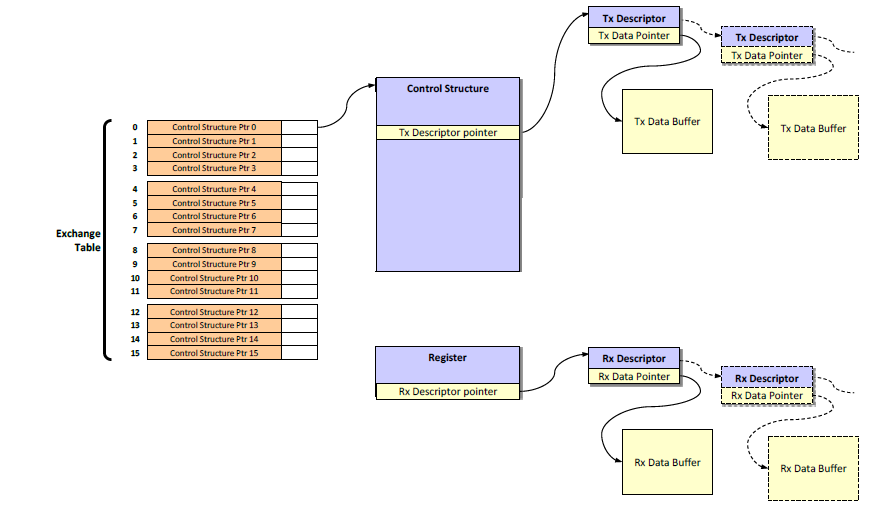 Tx Descriptor
Tx Data Pointer
Tx Descriptor
Tx Data Pointer
Control Structure
Tx Descriptor pointer
Tx Data Buffer
Tx Data Buffer
Exchange
Table
0 Control Structure Ptr 0
1 Control Structure Ptr 1
2 Control Structure Ptr 2
3 Control Structure Ptr 3
4 Control Structure Ptr 4
5 Control Structure Ptr 5
6 Control Structure Ptr 6
7 Control Structure Ptr 7
8 Control Structure Ptr 8
9 Control Structure Ptr 9
10 Control Structure Ptr 10
11 Control Structure Ptr 11
12 Control Structure Ptr 12
13 Control Structure Ptr 13
14 Control Structure Ptr 14
15 Control Structure Ptr 15
Register
Rx Descriptor pointer
Rx Descriptor
Rx Data Pointer
Rx Descriptor
Rx Data Pointer
Rx Data Buffer
Rx Data Buffer